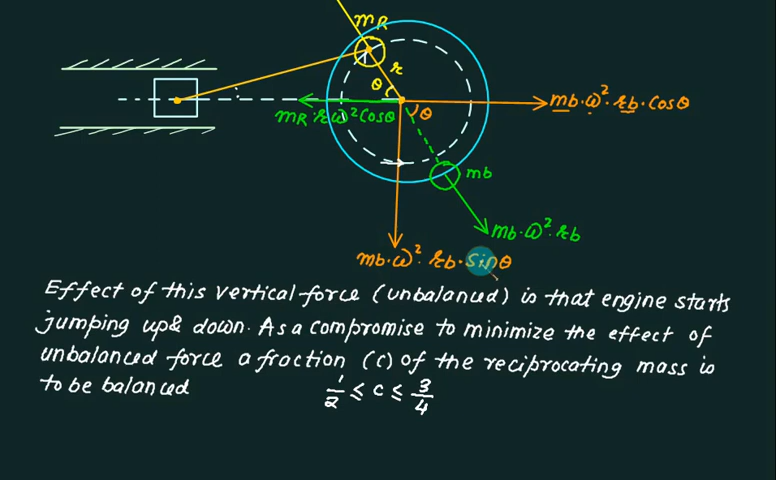 mR
r
θ
mR·rω²cosθ
θ
mb·ω²·rb·cosθ
mb
mb·ω²·rb
mb·ω²·rb·sinθ
Effect of this vertical force (unbalanced) is that engine starts
jumping up & down. As a compromise to minimize the effect of
unbalanced force a fraction (c) of the reciprocating mass is
to be balanced 1/2 ≤ c ≤ 3/4